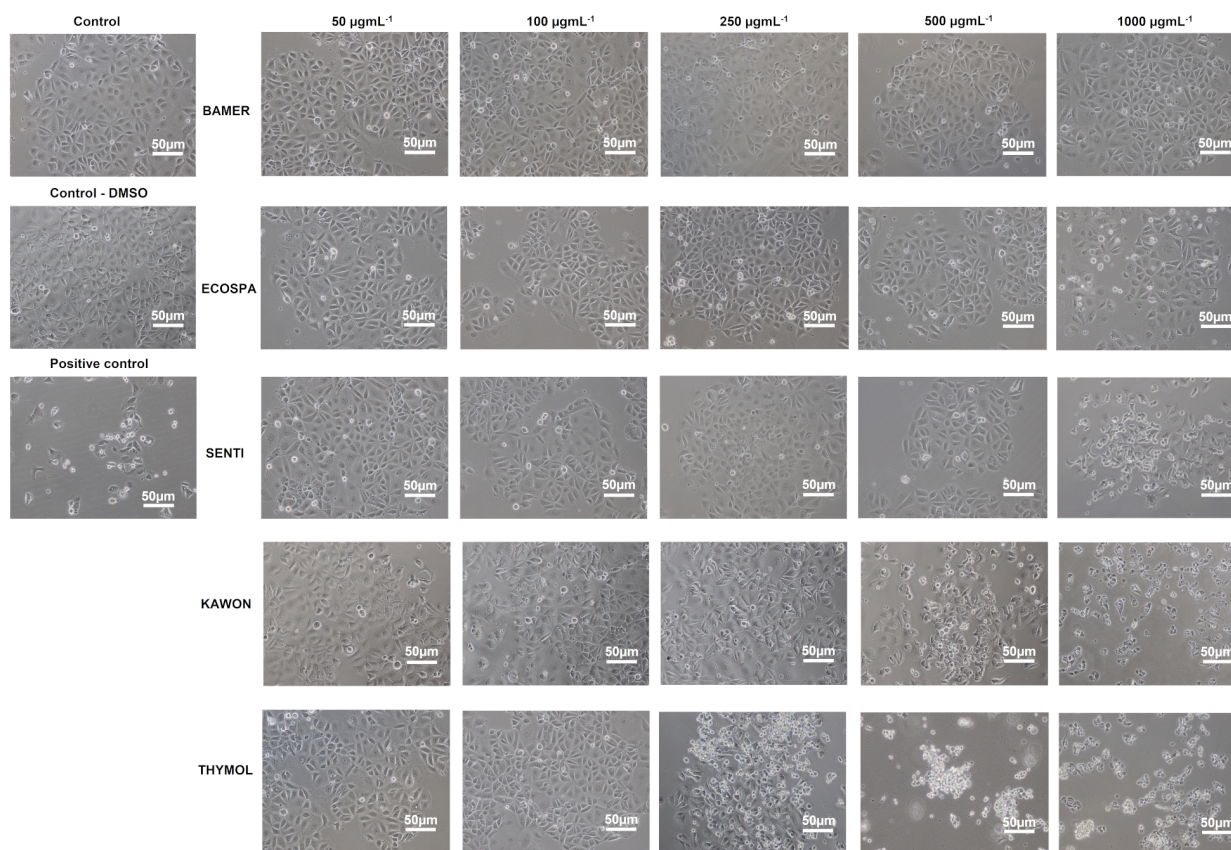 Control 50 µgmL⁻¹ 100 µgmL⁻¹ 250 µgmL⁻¹ 500 µgmL⁻¹ 1000 µgmL⁻¹
BAMER
50µm 50µm 50µm 50µm 50µm 50µm
Control - DMSO
ECOSPA
50µm 50µm 50µm 50µm 50µm 50µm
Positive control
SENTI
50µm 50µm 50µm 50µm 50µm 50µm
KAWON
50µm 50µm 50µm 50µm 50µm
THYMOL
50µm 50µm 50µm 50µm 50µm